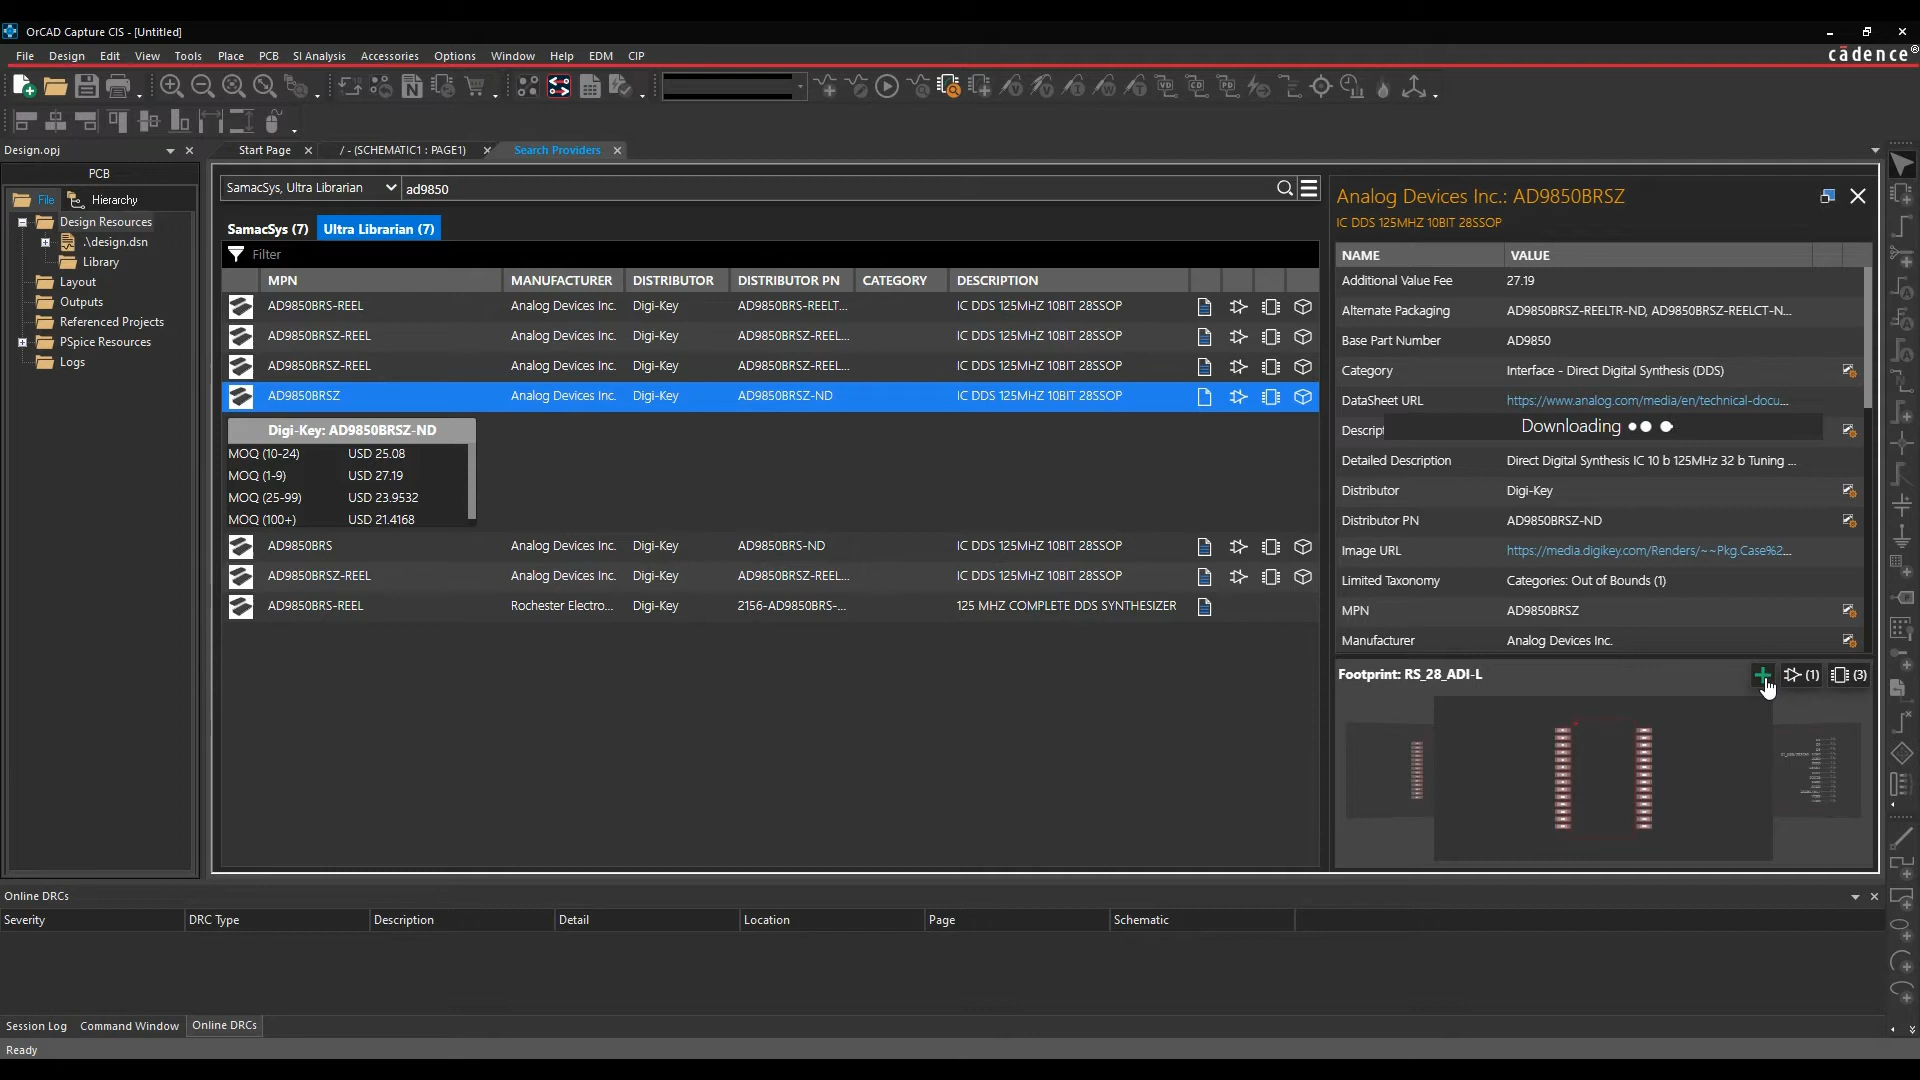 OrCAD Capture CIS - [Untitled]
File Design Edit View Tools Place PCB SI Analysis Accessories Options Window Help EDM CIP
cādence®
Design.opj
Start Page
/ - (SCHEMATIC1 : PAGE1)
Search Providers
PCB
File
Hierarchy
Design Resources
.\design.dsn
Library
Layout
Outputs
Referenced Projects
PSpice Resources
Logs
SamacSys, Ultra Librarian
ad9850
SamacSys (7)
Ultra Librarian (7)
Filter
MPN MANUFACTURER DISTRIBUTOR DISTRIBUTOR PN CATEGORY DESCRIPTION
AD9850BRS-REEL Analog Devices Inc. Digi-Key AD9850BRS-REELT... IC DDS 125MHZ 10BIT 28SSOP
AD9850BRSZ-REEL Analog Devices Inc. Digi-Key AD9850BRSZ-REEL... IC DDS 125MHZ 10BIT 28SSOP
AD9850BRSZ-REEL Analog Devices Inc. Digi-Key AD9850BRSZ-REEL... IC DDS 125MHZ 10BIT 28SSOP
AD9850BRSZ Analog Devices Inc. Digi-Key AD9850BRSZ-ND IC DDS 125MHZ 10BIT 28SSOP
Digi-Key: AD9850BRSZ-ND
MOQ (10-24) USD 25.08
MOQ (1-9) USD 27.19
MOQ (25-99) USD 23.9532
MOQ (100+) USD 21.4168
AD9850BRS Analog Devices Inc. Digi-Key AD9850BRS-ND IC DDS 125MHZ 10BIT 28SSOP
AD9850BRSZ-REEL Analog Devices Inc. Digi-Key AD9850BRSZ-REEL... IC DDS 125MHZ 10BIT 28SSOP
AD9850BRS-REEL Rochester Electro... Digi-Key 2156-AD9850BRS-... 125 MHZ COMPLETE DDS SYNTHESIZER
Analog Devices Inc.: AD9850BRSZ
IC DDS 125MHZ 10BIT 28SSOP
NAME VALUE
Additional Value Fee 27.19
Alternate Packaging AD9850BRSZ-REELTR-ND, AD9850BRSZ-REELCT-N...
Base Part Number AD9850
Category Interface - Direct Digital Synthesis (DDS)
DataSheet URL https://www.analog.com/media/en/technical-docu...
Descript Downloading
Detailed Description Direct Digital Synthesis IC 10 b 125MHz 32 b Tuning ...
Distributor Digi-Key
Distributor PN AD9850BRSZ-ND
Image URL https://media.digikey.com/Renders/~~Pkg.Case%2...
Limited Taxonomy Categories: Out of Bounds (1)
MPN AD9850BRSZ
Manufacturer Analog Devices Inc.
Footprint: RS_28_ADI-L
(1)
(3)
Online DRCs
Severity DRC Type Description Detail Location Page Schematic
Session Log Command Window Online DRCs
Ready